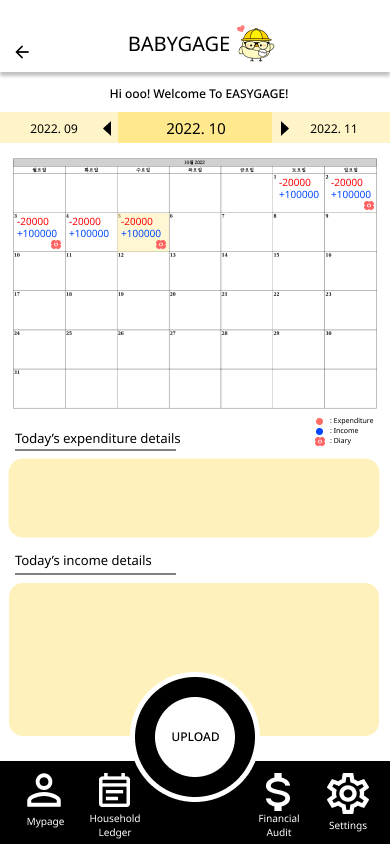 BABYGAGE
Hi ooo! Welcome To EASYGAGE!
2022. 09 2022. 10 2022. 11
10월 2022
월요일 화요일 수요일 목요일 금요일 토요일 일요일
1 2
-20000 -20000
+100000 +100000
3 4 5 6 7 8 9
-20000 -20000 -20000
+100000 +100000 +100000
10 11 12 13 14 15 16
17 18 19 20 21 22 23
24 25 26 27 28 29 30
31
: Expenditure
: Income
: Diary
Today's expenditure details
Today's income details
UPLOAD
Mypage
Household
Ledger
Financial
Audit
Settings